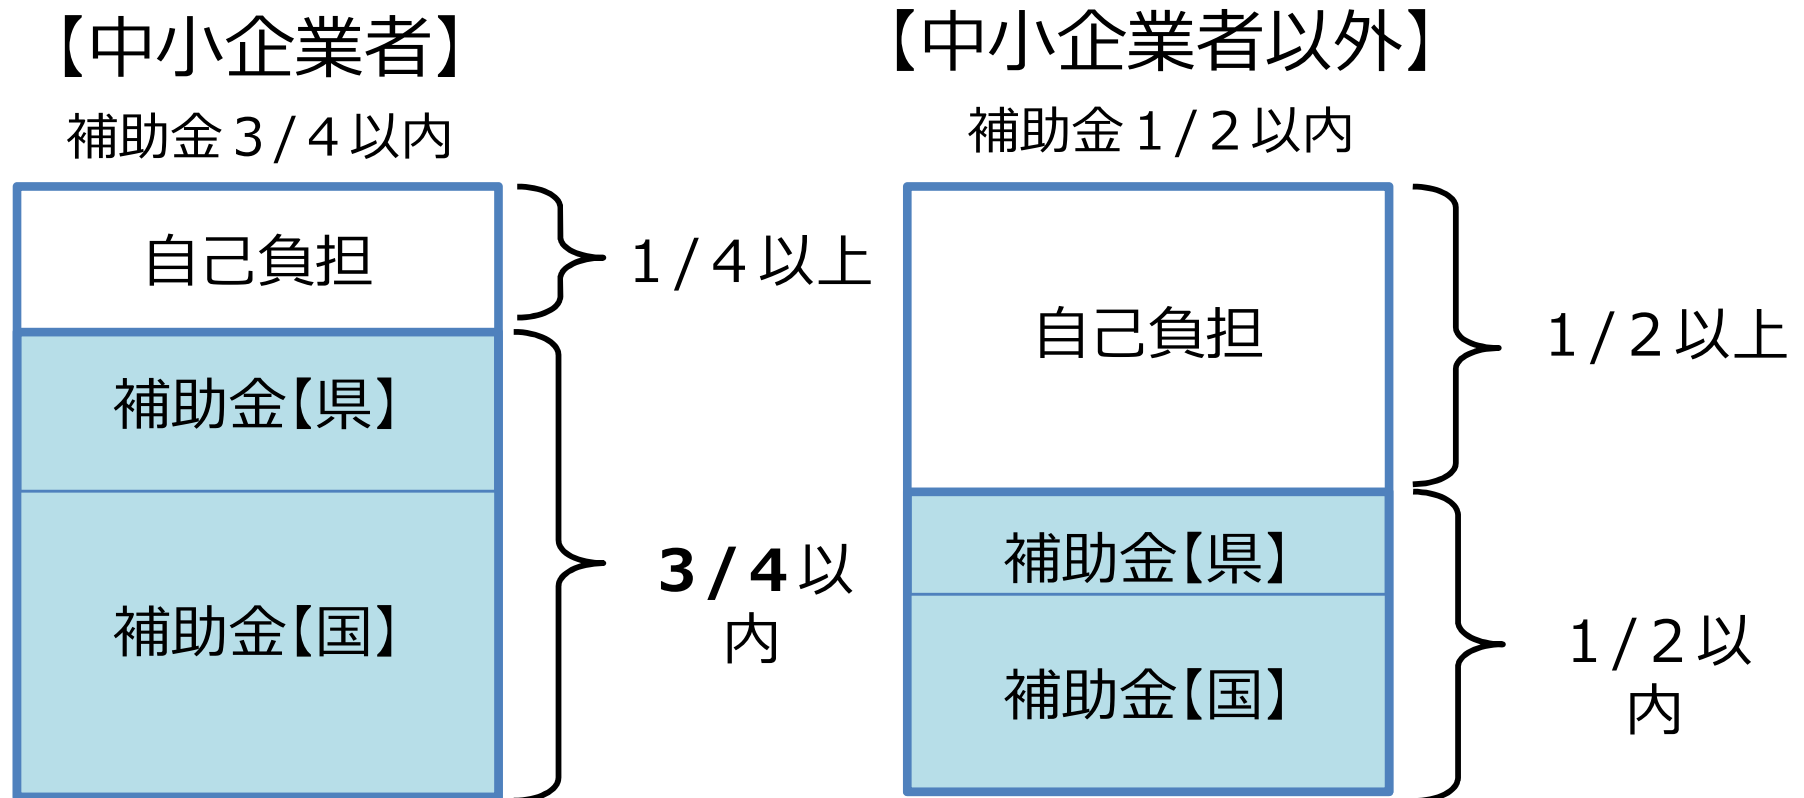 【中小企業者】
補助金3/4以内
自己負担
1/4以上
補助金【県】
補助金【国】
3/4以
内
【中小企業者以外】
補助金1/2以内
自己負担
1/2以上
補助金【県】
補助金【国】
1/2以
内